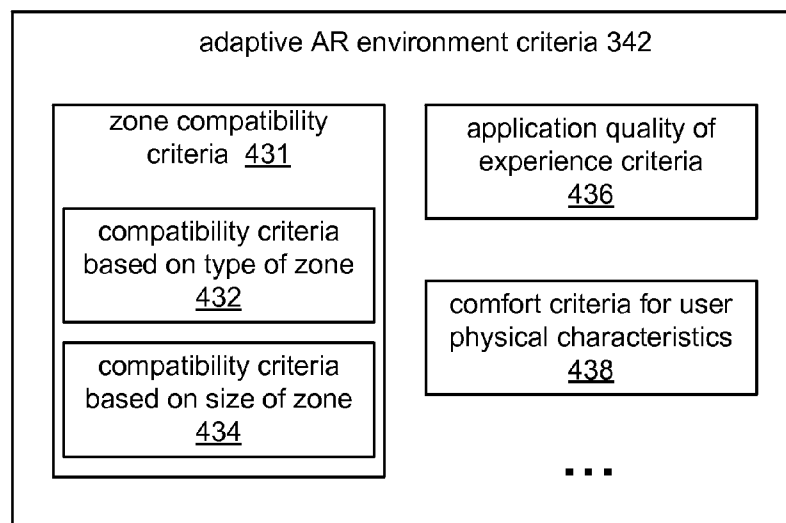 adaptive AR environment criteria 342
zone compatibility
criteria 431
compatibility criteria
based on type of zone
432
compatibility criteria
based on size of zone
434
application quality of
experience criteria
436
comfort criteria for user
physical characteristics
438
...